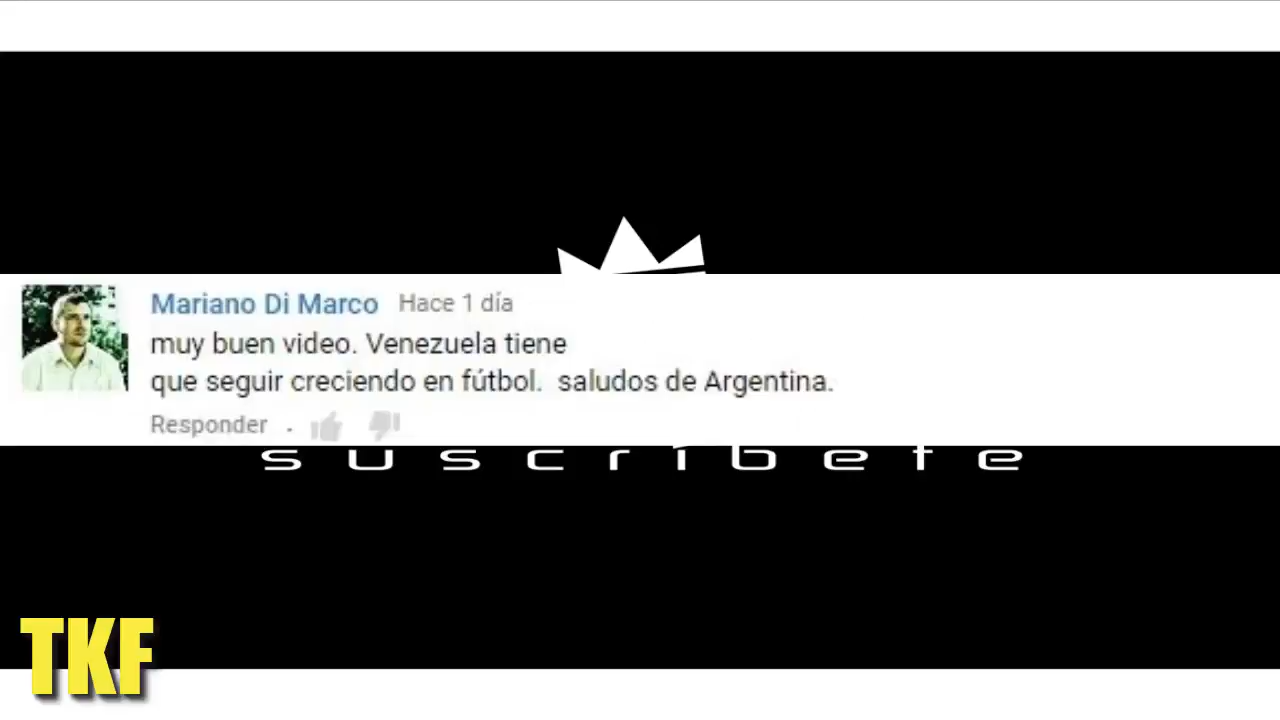 Mariano Di Marco Hace 1 día
muy buen video. Venezuela tiene
que seguir creciendo en fútbol. saludos de Argentina.
Responder .
suscribete
TKF